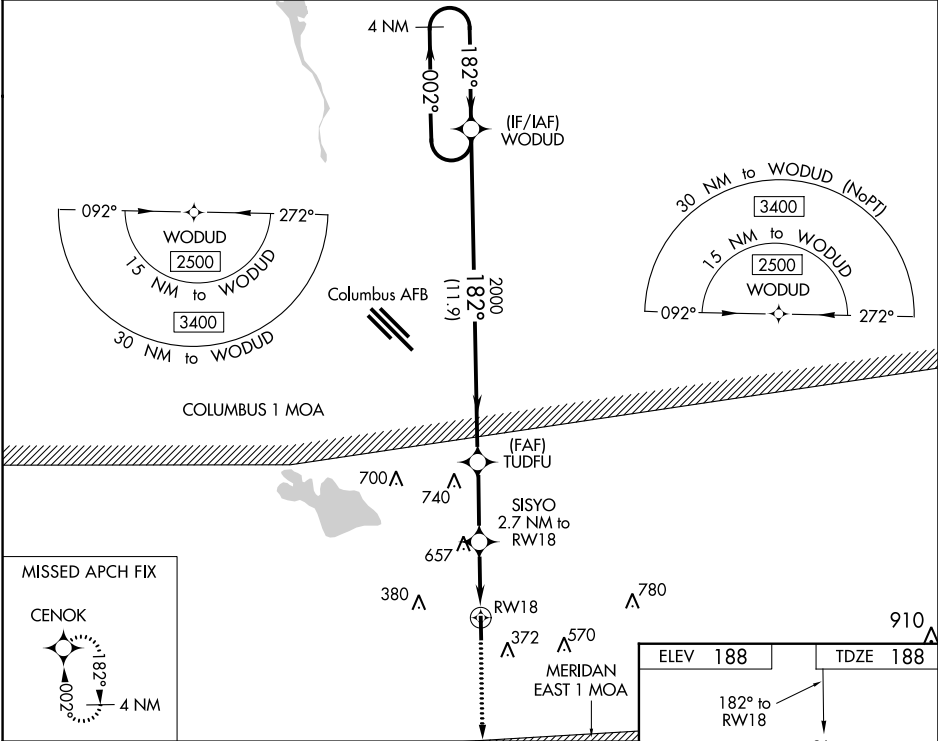 4 NM
182°
002°
(IF/IAF)
WODUD
092°
272°
WODUD
2500
15 NM to WODUD
3400
30 NM to WODUD
30 NM to WODUD (NoPT)
3400
15 NM to WODUD
2500
WODUD
092°
272°
2000
182°
(11.9)
Columbus AFB
COLUMBUS 1 MOA
(FAF)
TUDFU
700
740
SISYO
2.7 NM to
RW18
657
MISSED APCH FIX
CENOK
182°
002°
4 NM
380
RW18
780
372
570
910
MERIDAN
EAST 1 MOA
ELEV 188
TDZE 188
182° to
RW18